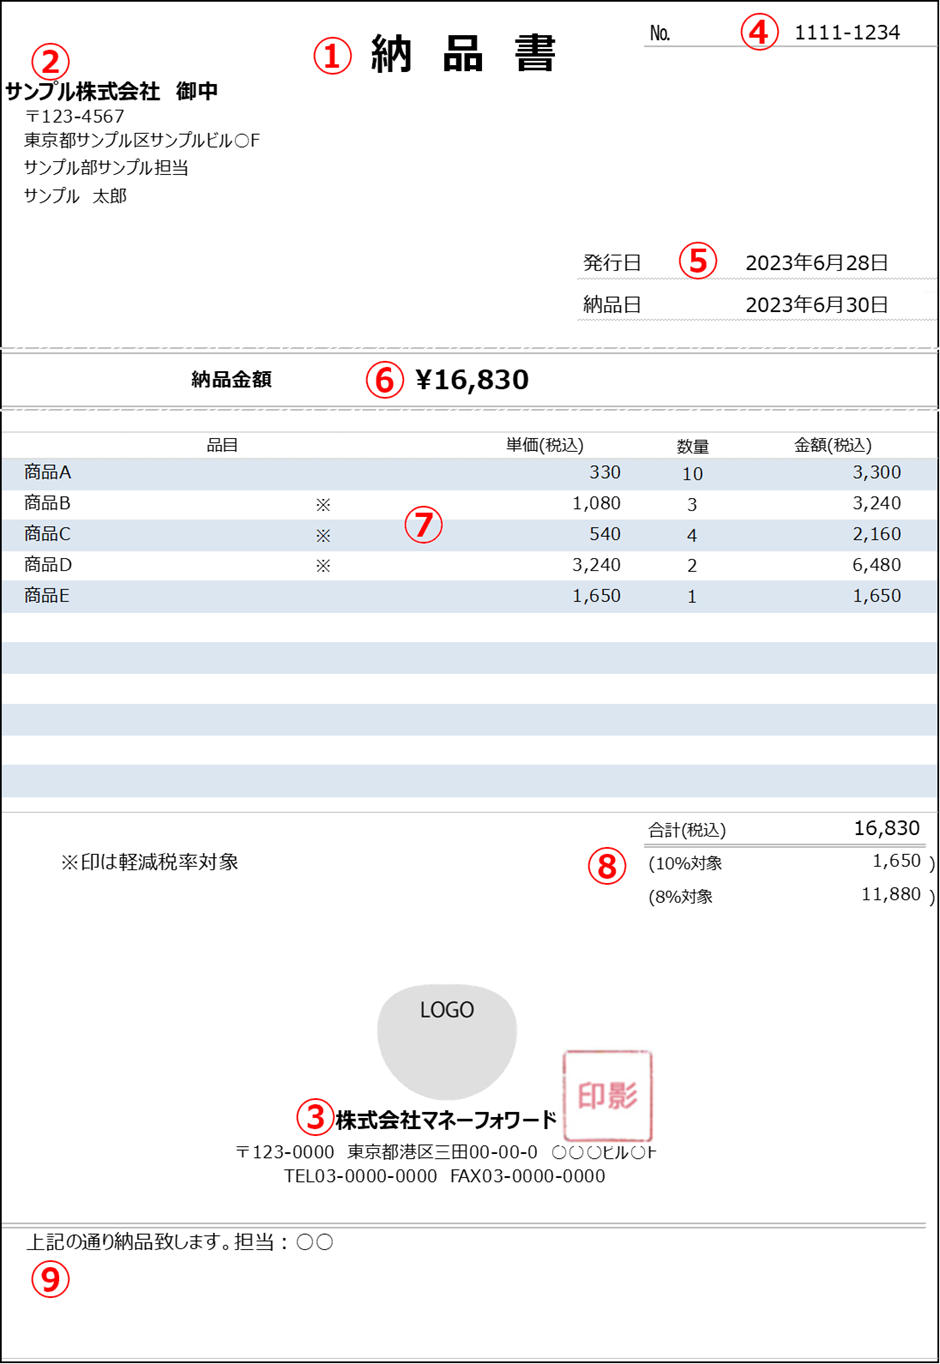 ① 納 品 書
No. ④ 1111-1234
②
サンプル株式会社 御中
〒123-4567
東京都サンプル区サンプルビル○F
サンプル部サンプル担当
サンプル 太郎
発行日 ⑤ 2023年6月28日
納品日 2023年6月30日
納品金額 ⑥ ¥16,830
品目 単価(税込) 数量 金額(税込)
商品A 330 10 3,300
商品B ※ 1,080 3 3,240
⑦
商品C ※ 540 4 2,160
商品D ※ 3,240 2 6,480
商品E 1,650 1 1,650
合計(税込) 16,830
※印は軽減税率対象 ⑧ (10%対象 1,650 )
(8%対象 11,880 )
LOGO
印影
③ 株式会社マネーフォワード
〒123-0000 東京都港区三田00-00-0 ○○○ビル○F
TEL03-0000-0000 FAX03-0000-0000
上記の通り納品致します。担当：○○
⑨